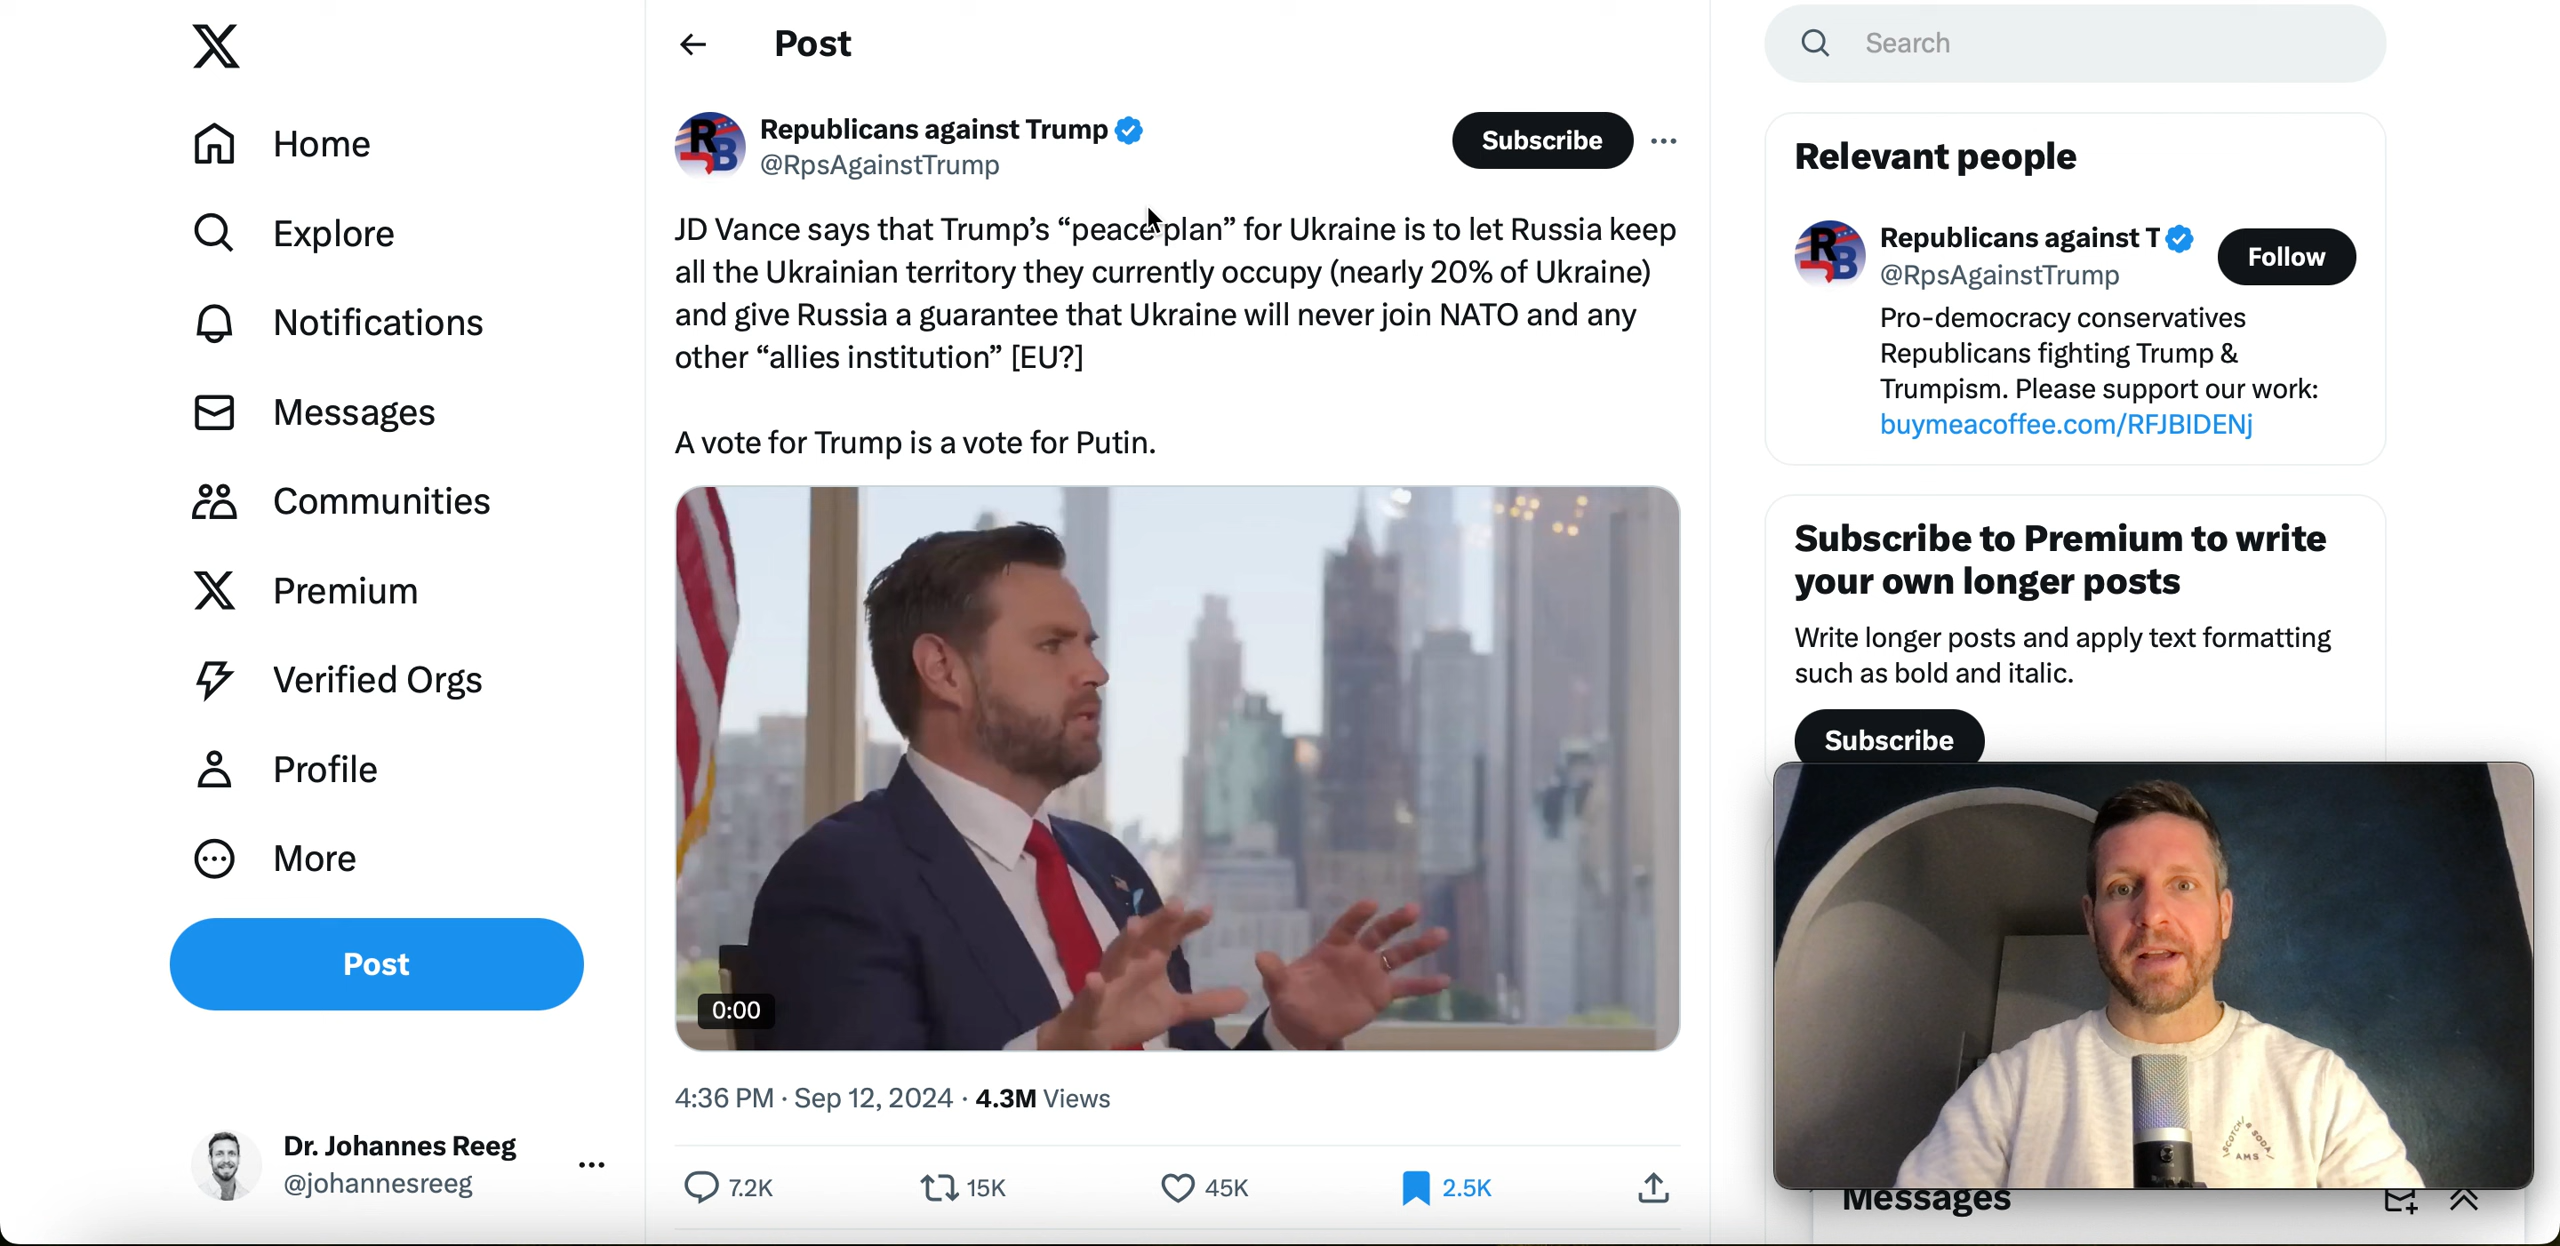 Home
Explore
Notifications
Messages
Communities
Premium
Verified Orgs
Profile
More
Post
Dr. Johannes Reeg
@johannesreeg
Post
Republicans against Trump
@RpsAgainstTrump
Subscribe
JD Vance says that Trump’s “peace plan” for Ukraine is to let Russia keep
all the Ukrainian territory they currently occupy (nearly 20% of Ukraine)
and give Russia a guarantee that Ukraine will never join NATO and any
other “allies institution” [EU?]
A vote for Trump is a vote for Putin.
0:00
4:36 PM · Sep 12, 2024 · 4.3M Views
7.2K 15K 45K 2.5K
Search
Relevant people
Republicans against T
@RpsAgainstTrump
Follow
Pro-democracy conservatives
Republicans fighting Trump &
Trumpism. Please support our work:
buymeacoffee.com/RFJBIDENj
Subscribe to Premium to write
your own longer posts
Write longer posts and apply text formatting
such as bold and italic.
Subscribe
SCOTCH & SODA
AMS
Messages